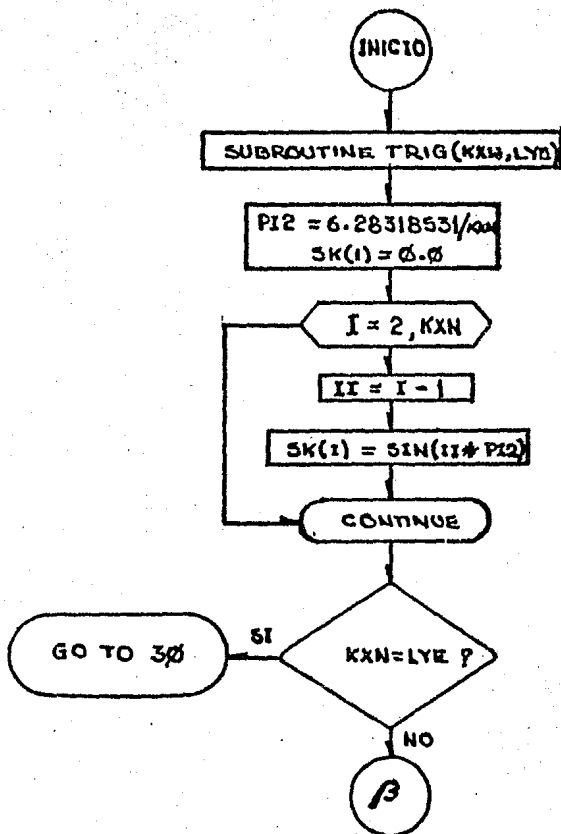 INICIO
SUBROUTINE TRIG(KXN,LYE)
PI2 = 6.28318531/KXN
SK(1) = Ø.Ø
I = 2, KXN
II = I - 1
SK(I) = SIN(II* PI2)
CONTINUE
KXN=LYE ?
SI
GO TO 3Ø
NO
β